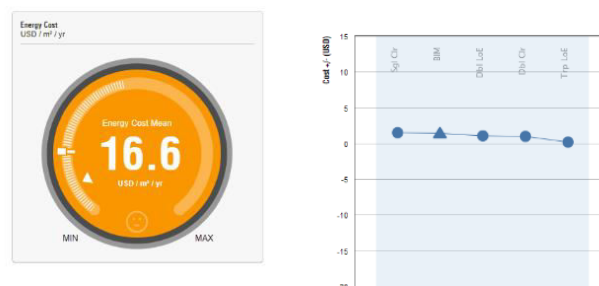 Energy Cost
USD / m² / yr
Energy Cost Mean
16.6
USD / m² / yr
MIN
MAX
Cost +/- (USD)
15
10
5
0
-5
-10
-15
Sgl Clr
BIM
Dbl LoE
Dbl Clr
Trp LoE